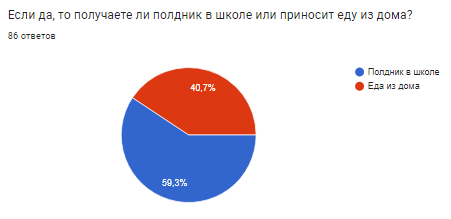 Если да, то получаете ли полдник в школе или приносит еду из дома?
86 ответов
Полдник в школе
Еда из дома
40,7%
59,3%